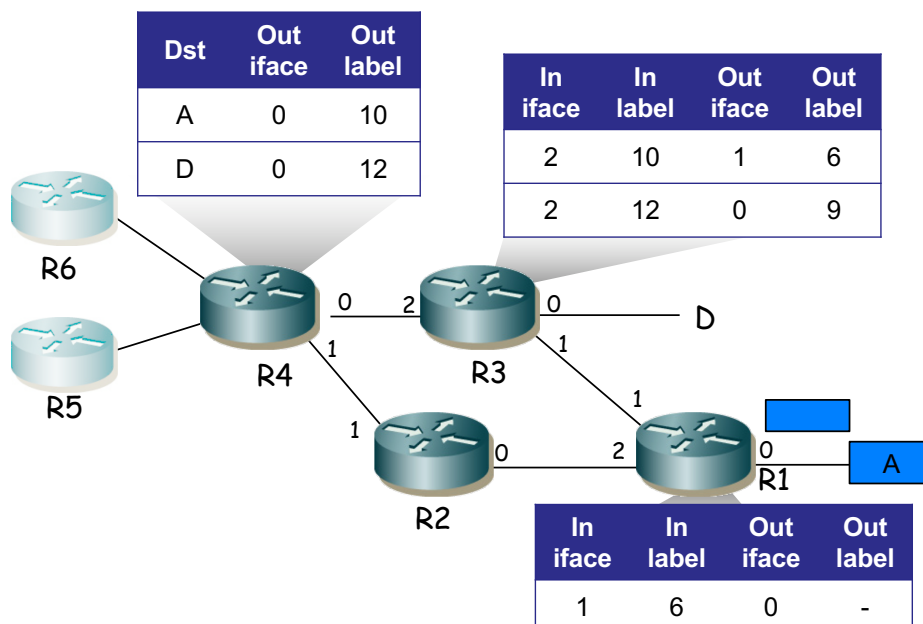 Dst Out iface Out label
A 0 10
D 0 12
In iface In label Out iface Out label
2 10 1 6
2 12 0 9
R6
R5
R4
0
1
2
R3
0
1
D
1
R2
0
1
2
R1
0
A
In iface In label Out iface Out label
1 6 0 -